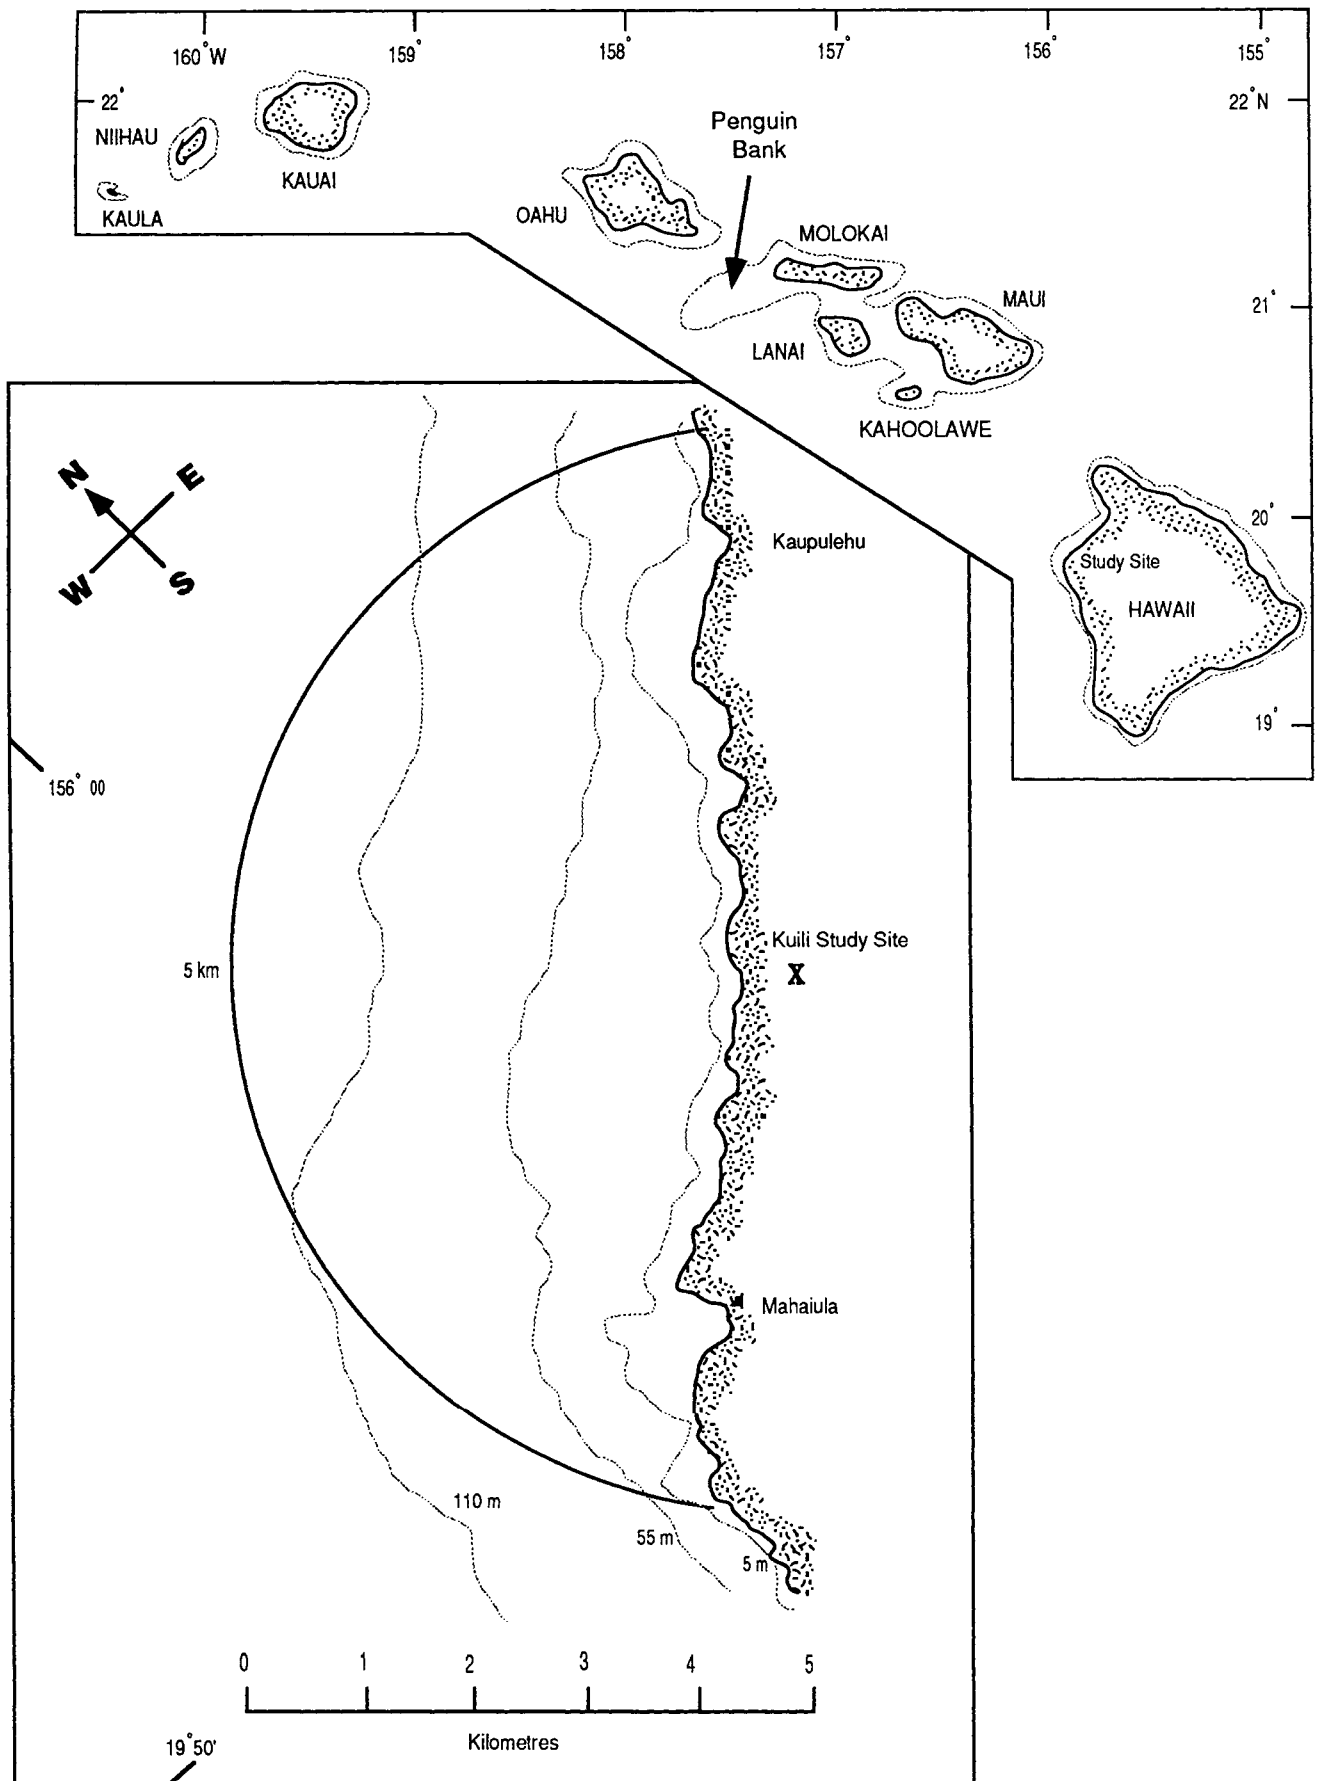 160°W
159°
158°
157°
156°
155°
22°
22°N
NIIHAU
KAUAI
KAULA
OAHU
Penguin
Bank
MOLOKAI
MAUI
21°
LANAI
KAHOOLAWE
20°
Study Site
HAWAII
19°
N
E
W
S
Kaupulehu
156° 00
Kuili Study Site
X
5 km
Mahaiula
110 m
55 m
5 m
0 1 2 3 4 5
Kilometres
19°50'